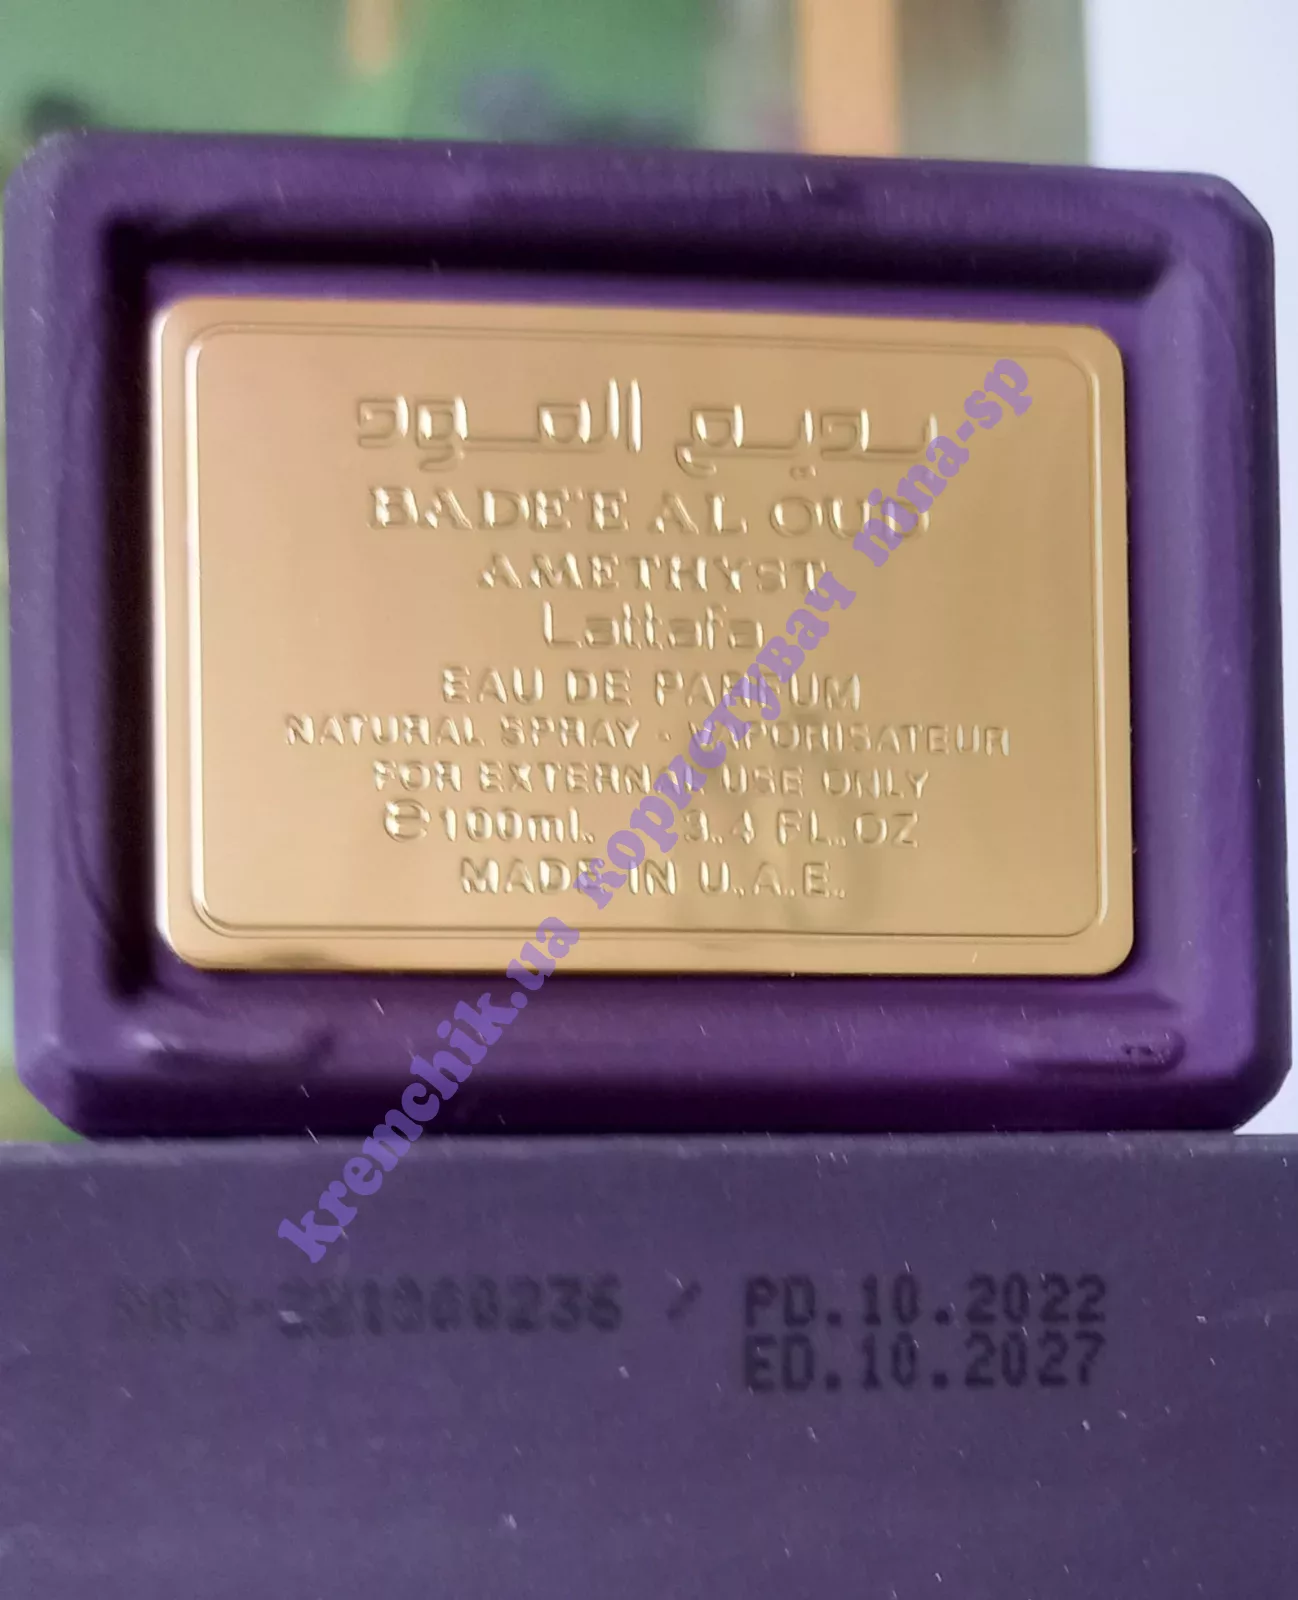 بديع العود
BADE'E AL OUD
AMETHYST
Lattafa
EAU DE PARFUM
NATURAL SPRAY - VAPORISATEUR
FOR EXTERNAL USE ONLY
℮100ml. 3.4 FL.OZ
MADE IN U.A.E.
kremchik.ua користувач nina-sp
/ PD.10.2022
ED.10.2027